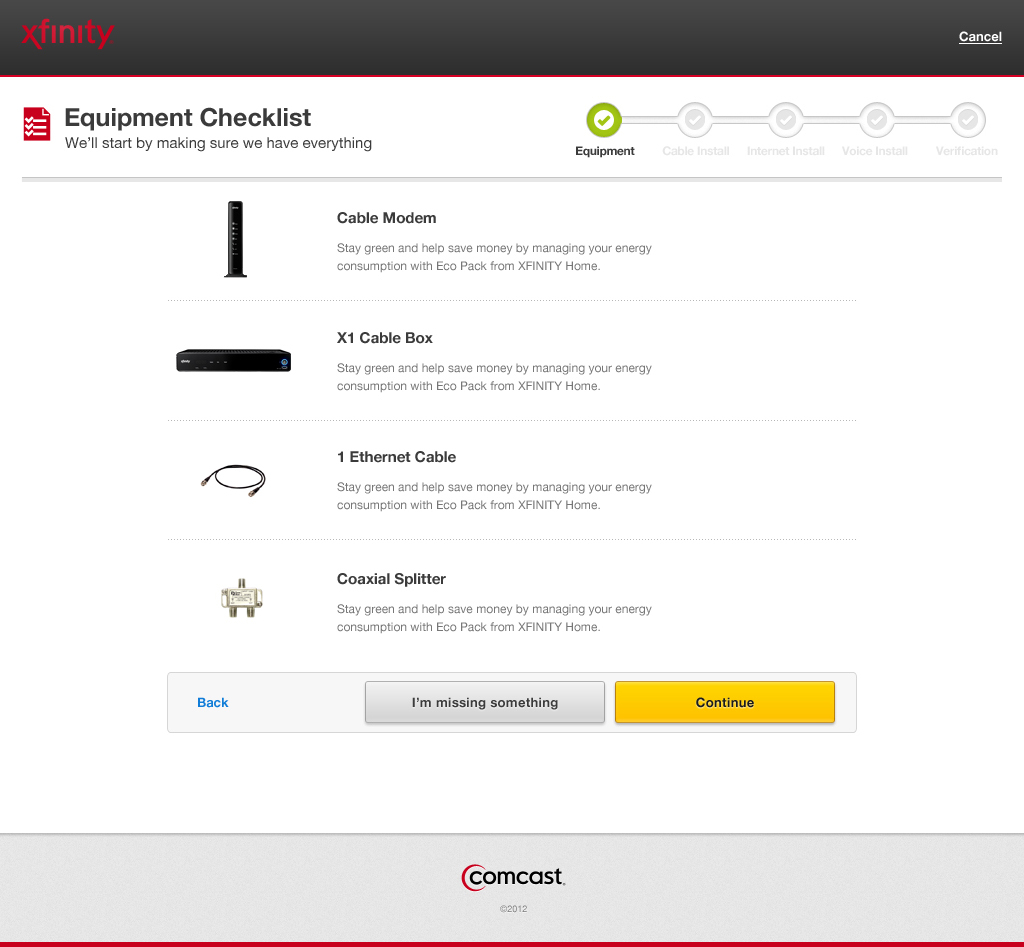 xfinity
Cancel
Equipment Checklist
We'll start by making sure we have everything
Equipment
Cable Install
Internet Install
Voice Install
Verification
Cable Modem
Stay green and help save money by managing your energy
consumption with Eco Pack from XFINITY Home.
X1 Cable Box
Stay green and help save money by managing your energy
consumption with Eco Pack from XFINITY Home.
1 Ethernet Cable
Stay green and help save money by managing your energy
consumption with Eco Pack from XFINITY Home.
Coaxial Splitter
Stay green and help save money by managing your energy
consumption with Eco Pack from XFINITY Home.
Back
I'm missing something
Continue
comcast.
©2012